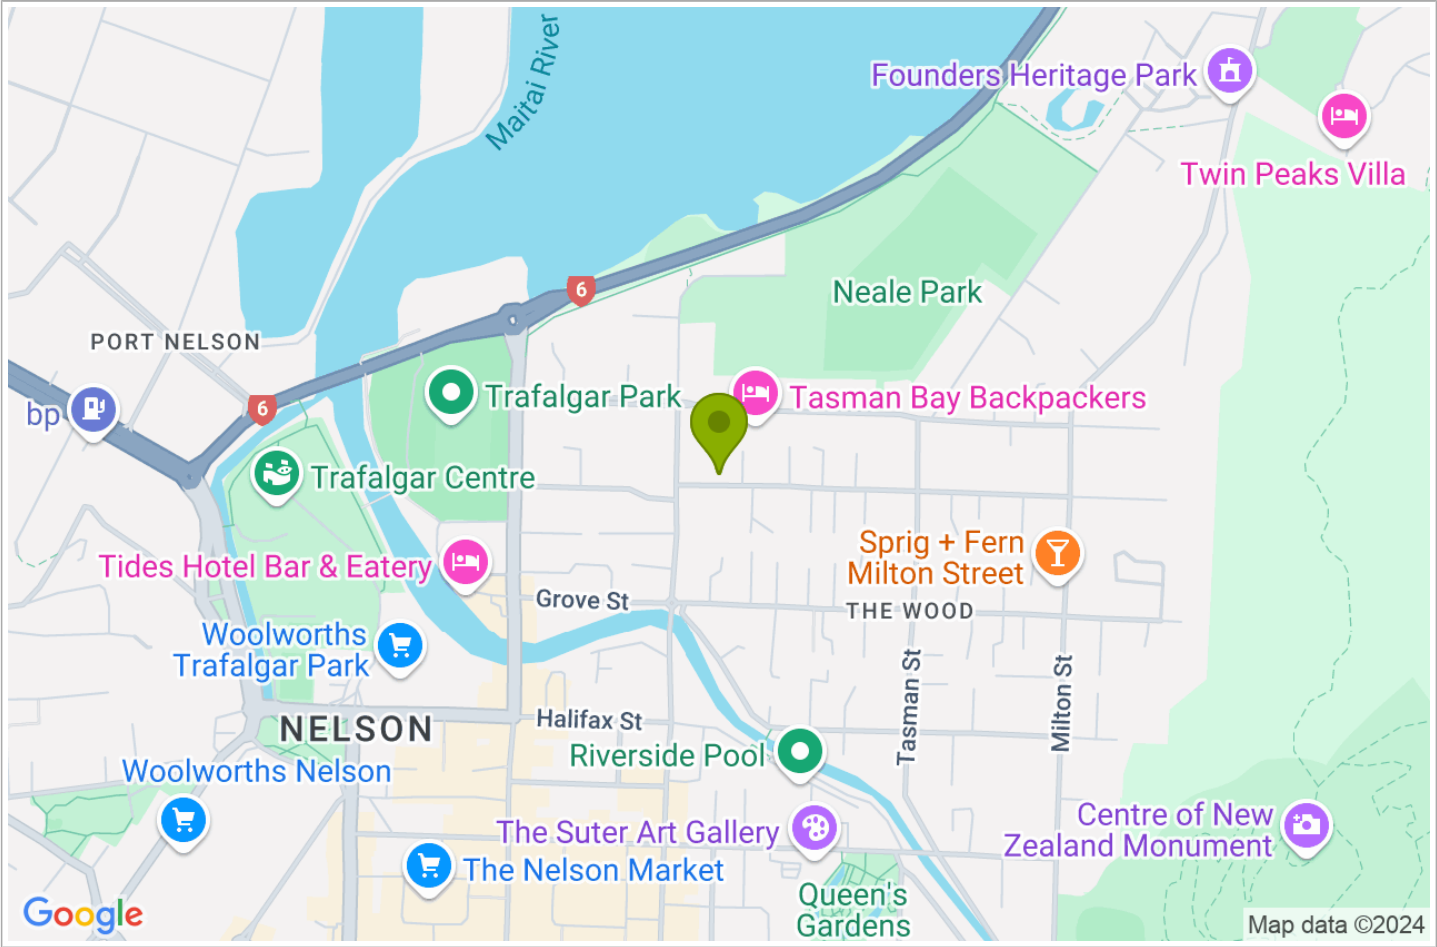 Maitai River
Founders Heritage Park
Twin Peaks Villa
Neale Park
6
PORT NELSON
Trafalgar Park
Tasman Bay Backpackers
bp
6
Trafalgar Centre
Sprig + Fern
Milton Street
Tides Hotel Bar & Eatery
Grove St
THE WOOD
Woolworths
Trafalgar Park
Tasman St
Milton St
NELSON
Halifax St
Riverside Pool
Woolworths Nelson
Centre of New
Zealand Monument
The Suter Art Gallery
The Nelson Market
Queen's
Gardens
Google
Map data ©2024